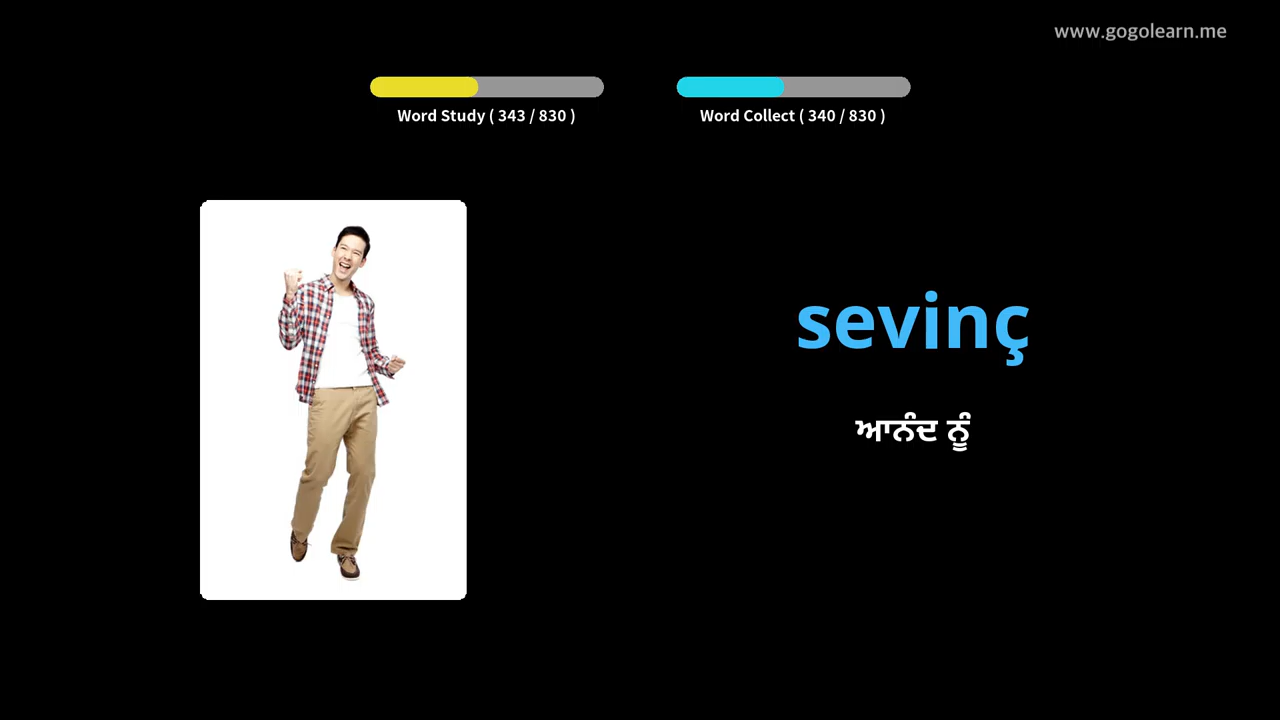 www.gogolearn.me
Word Study ( 343 / 830 )
Word Collect ( 340 / 830 )
sevinç
ਆਨੰਦ ਨੂੰ